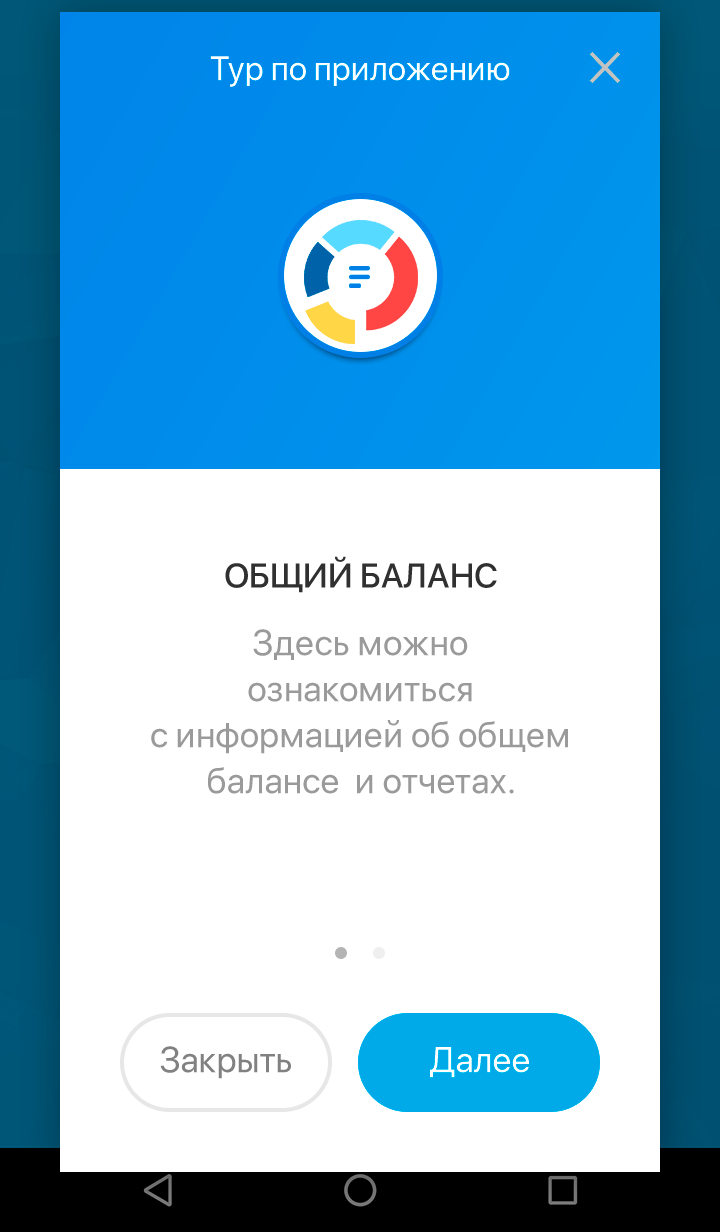 Тур по приложению
ОБЩИЙ БАЛАНС
Здесь можно
ознакомиться
с информацией об общем
балансе  и отчетах.
Закрыть
Далее